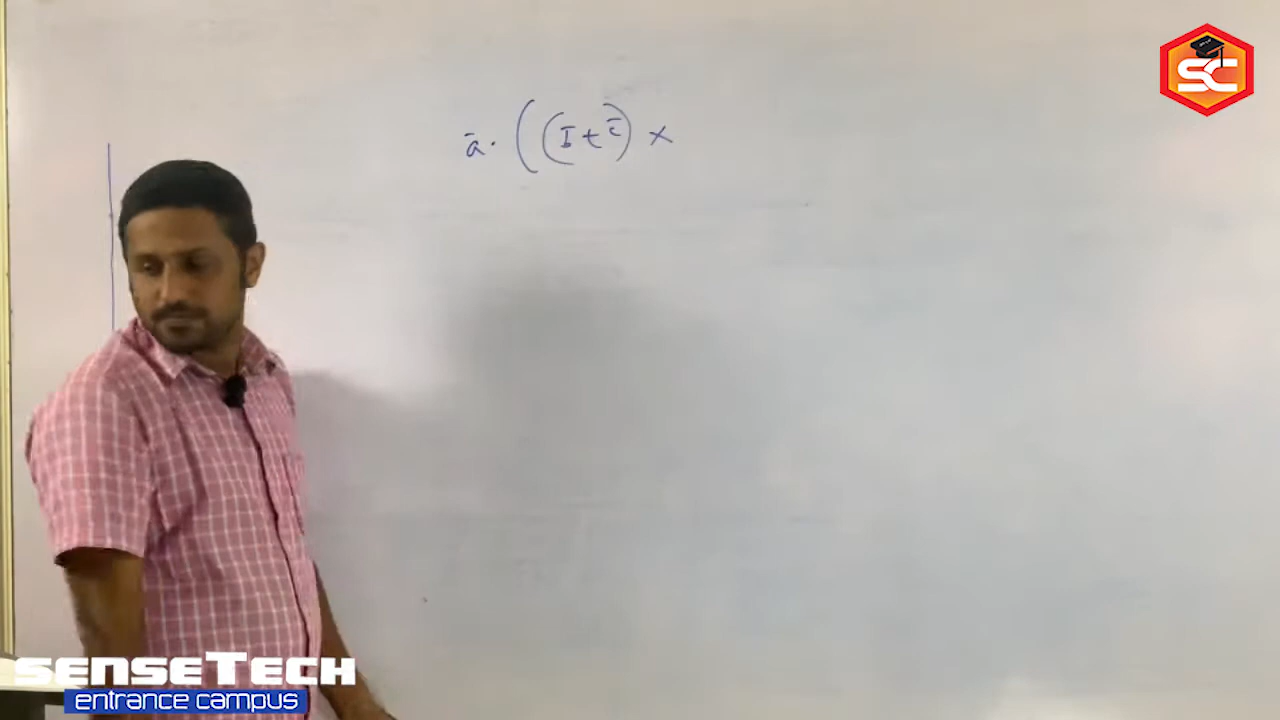 SC
ā · ( ( b̄ + c̄ ) ×
SENSETECH
entrance campus